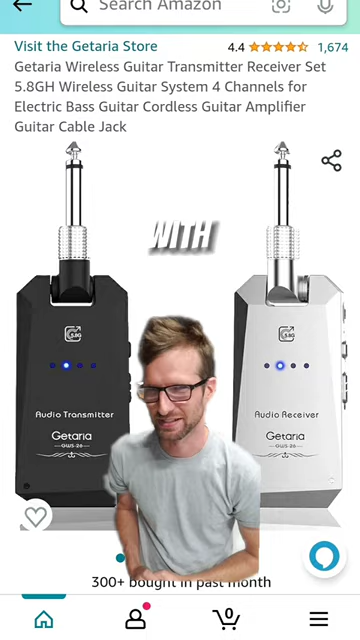 Search Amazon
Visit the Getaria Store
4.4
1,674
Getaria Wireless Guitar Transmitter Receiver Set
5.8GH Wireless Guitar System 4 Channels for
Electric Bass Guitar Cordless Guitar Amplifier
Guitar Cable Jack
WITH
5.8G
5.8G
Audio Transmitter
Audio Receiver
Getaria
GWS-26
Getaria
GWS-26
300+ bought in past month
0